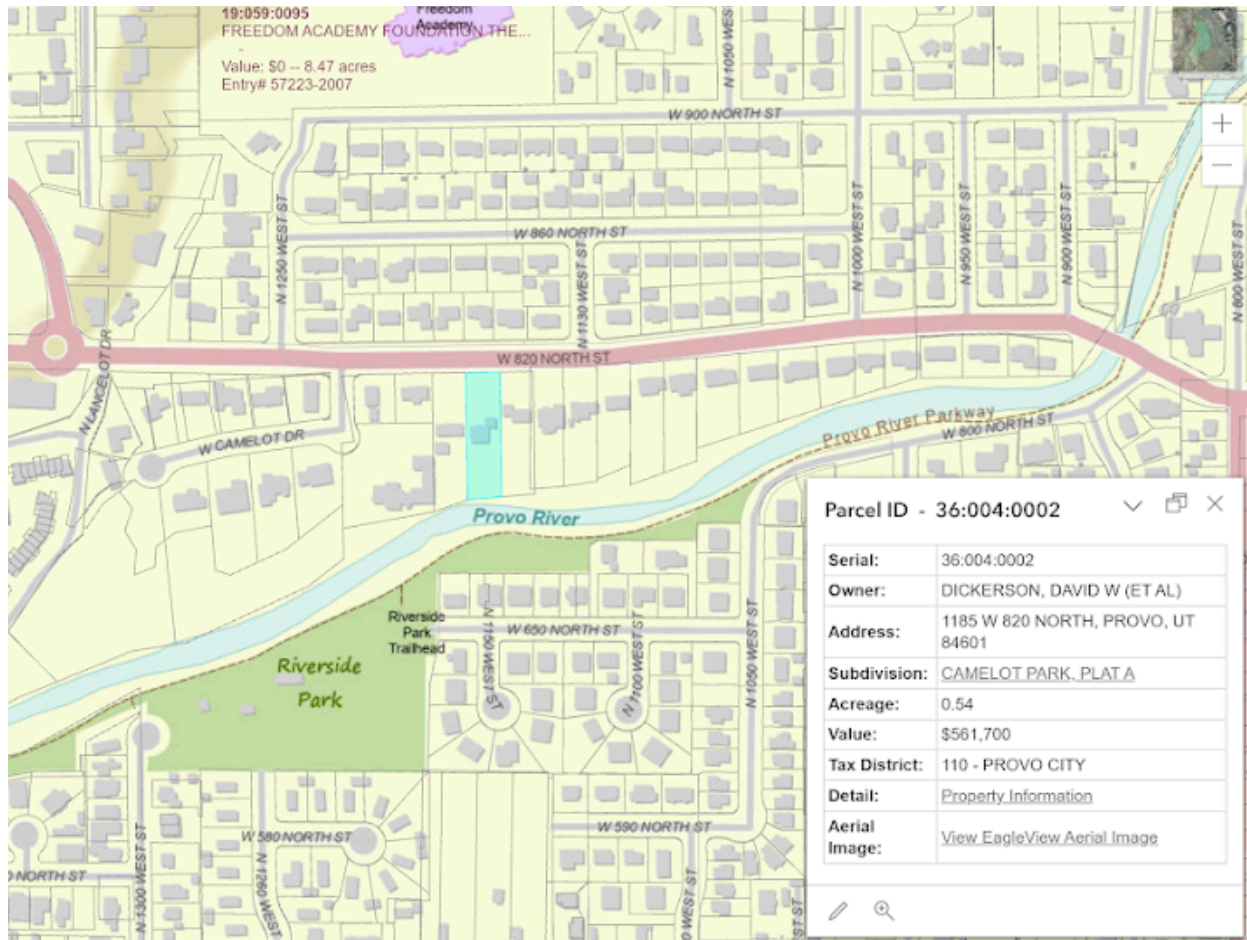 19:059:0095
FREEDOM ACADEMY FOUNDATION THE...
-
Value: $0 -- 8.47 acres
Entry# 57223-2007
Freedom
Academy
N 1050 WES
W 900 NORTH ST
N 1250 WEST ST
W 860 NORTH ST
N 1130 WEST ST
N 1000 WEST ST
N 950 WEST ST
N 900 WEST ST
N 800 WEST ST
+
−
W 820 NORTH ST
N LANCELOT DR
W CAMELOT DR
Provo River Parkway
W 800 NORTH ST
Provo River
Riverside
Park
Trailhead
N 1150 WEST ST
W 650 NORTH ST
N 1100 WEST ST
N 1050 WEST ST
Riverside
Park
W 580 NORTH ST
W 590 NORTH ST
NORTH ST
N 1300 WEST ST
N 1260 WEST
0 WEST ST
ST ST
Parcel ID - 36:004:0002
Serial: 36:004:0002
Owner: DICKERSON, DAVID W (ET AL)
Address: 1185 W 820 NORTH, PROVO, UT
84601
Subdivision: CAMELOT PARK, PLAT A
Acreage: 0.54
Value: $561,700
Tax District: 110 - PROVO CITY
Detail: Property Information
Aerial
Image: View EagleView Aerial Image